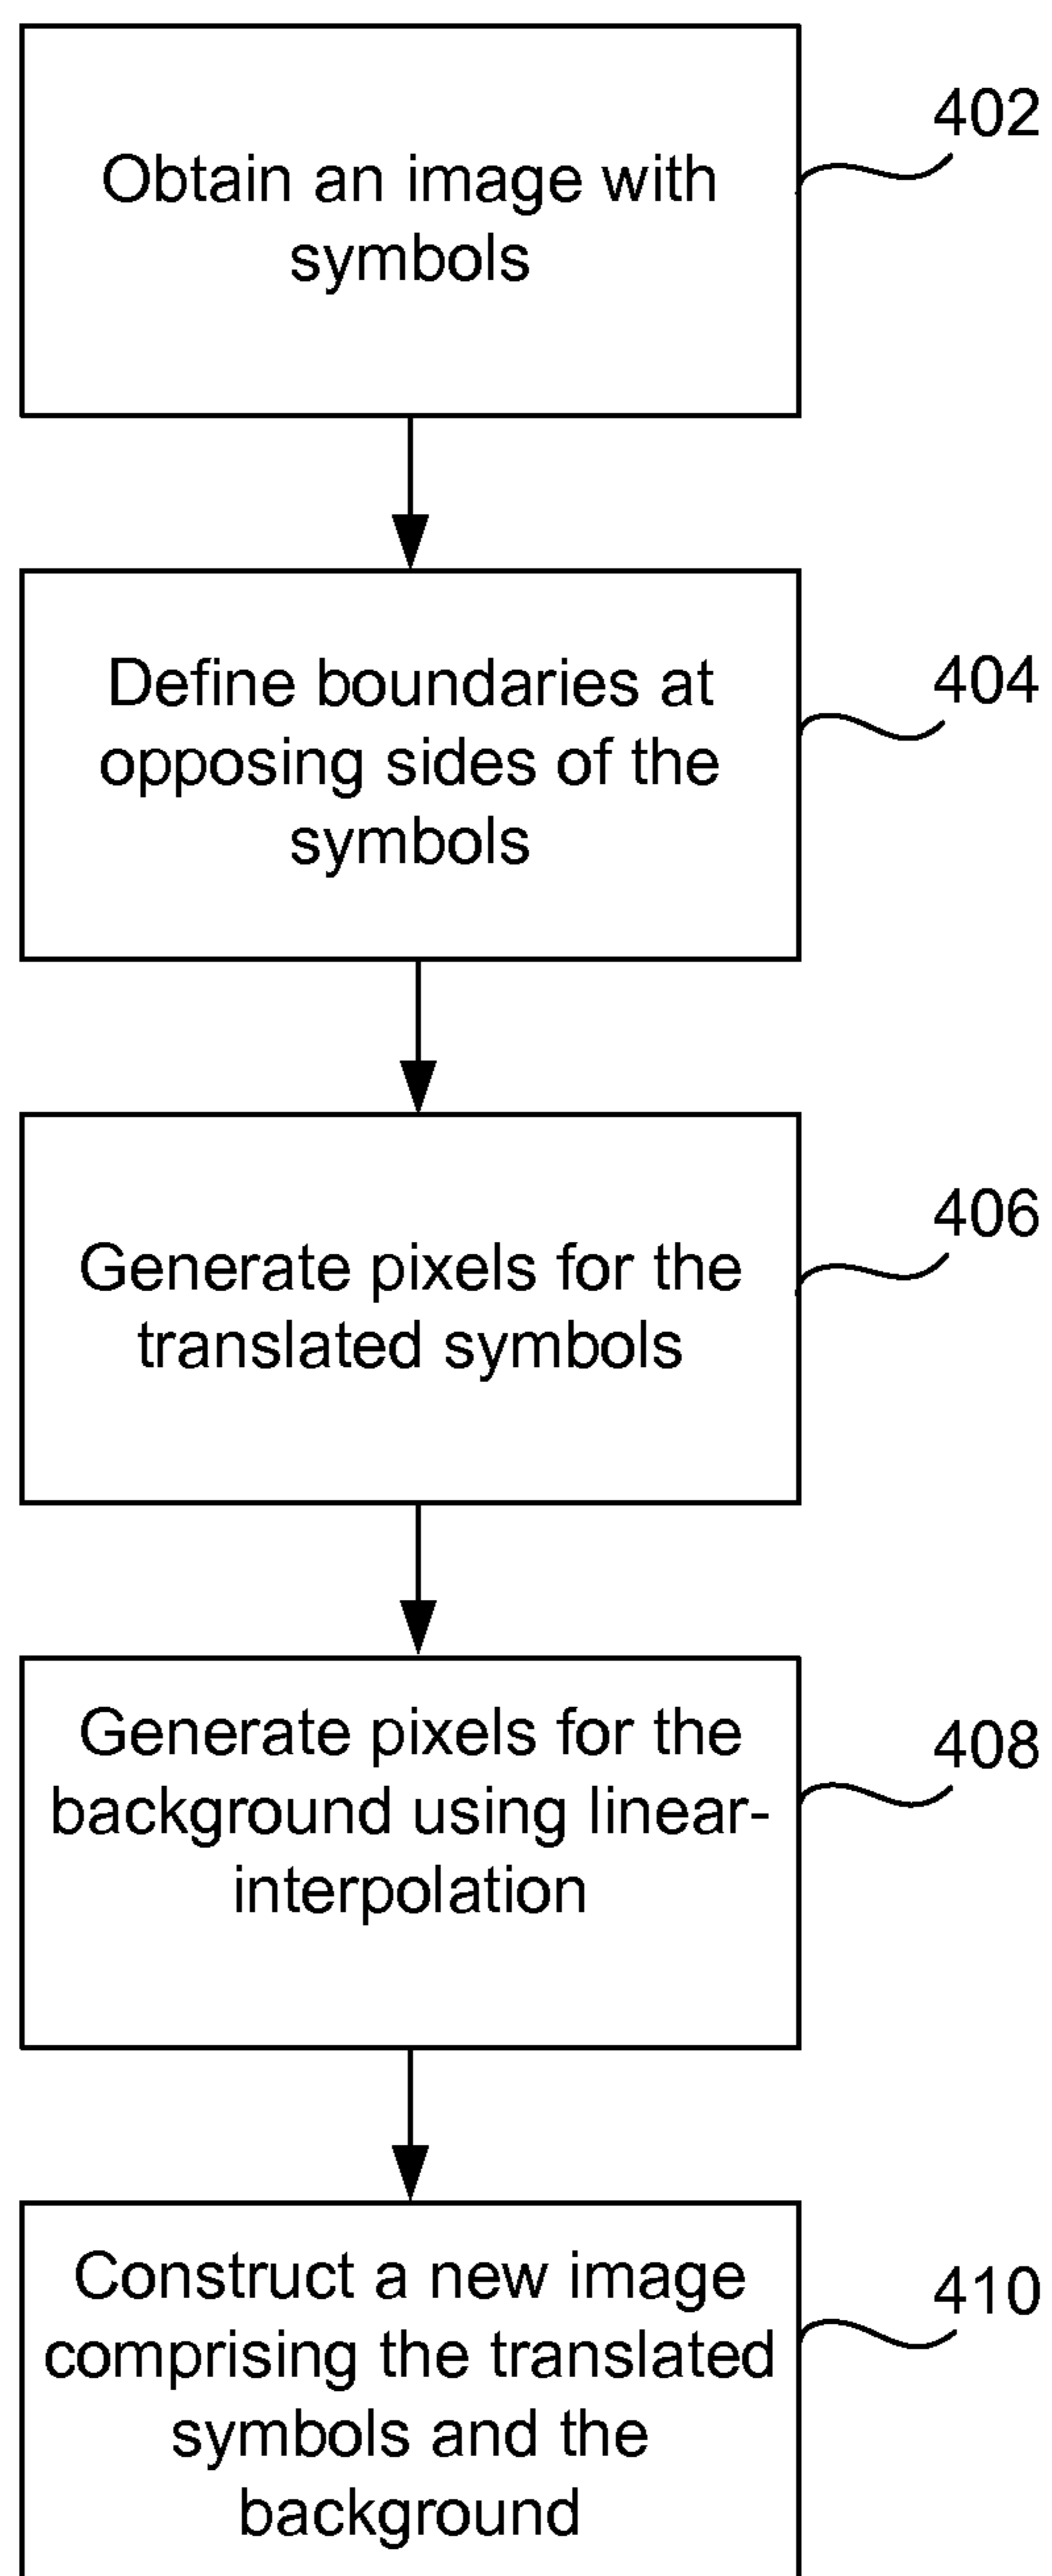 Obtain an image with
symbols
402
Define boundaries at
opposing sides of the
symbols
404
Generate pixels for the
translated symbols
406
Generate pixels for the
background using linear-
interpolation
408
Construct a new image
comprising the translated
symbols and the
background
410